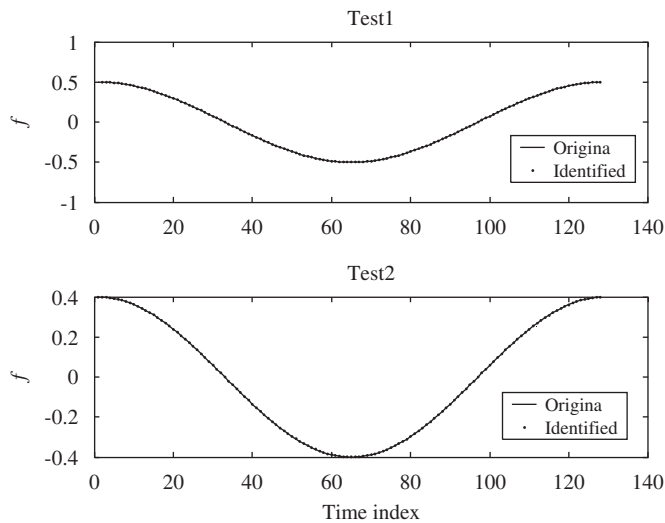 Test1
1
0.5
0
-0.5
-1
f
Origina
Identified
0 20 40 60 80 100 120 140
Test2
0.4
0.2
0
-0.2
-0.4
f
Origina
Identified
0 20 40 60 80 100 120 140
Time index